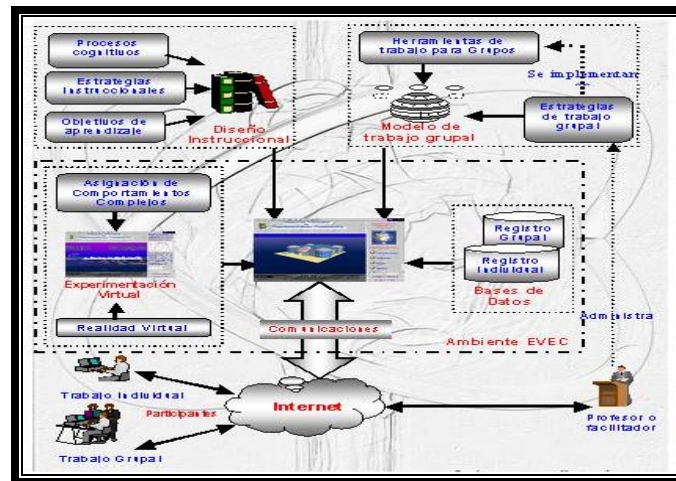 Procesos
cognitivos
Estrategias
Instruccionales
Objetivos de
aprendizaje
Diseño
Instruccional
Herramientas de
trabajo para Grupos
Se implementan
Estrategias
de trabajo
grupal
Modelo de
trabajo grupal
Asignación de
Comportamientos
Complejos
Experimentación
Virtual
Realidad Virtual
Registro
Grupal
Registro
Individual
Bases de
Datos
Comunicaciones
Ambiente EVEC
Administra
Trabajo Individual
Participantes
Internet
Trabajo Grupal
Profesor o
facilitador